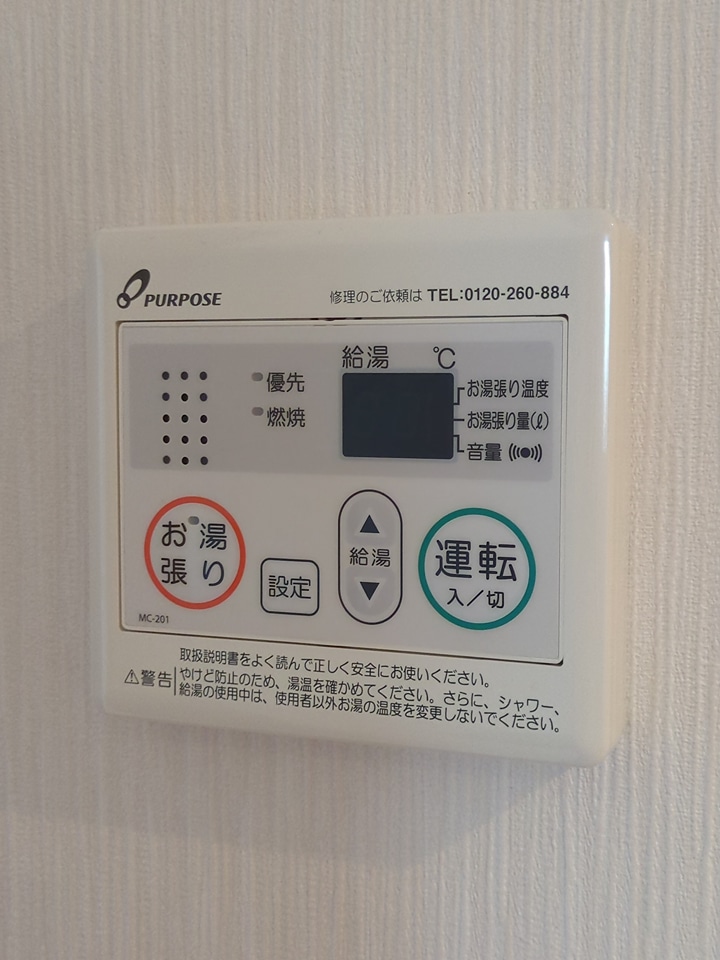 PURPOSE
修理のご依頼は TEL:0120-260-884
給湯 ℃
優先
燃焼
お湯張り温度
お湯張り量(ℓ)
音量
お湯
張り
設定
▲
給湯
▼
運転
入/切
MC-201
取扱説明書をよく読んで正しく安全にお使いください。
⚠警告
やけど防止のため、湯温を確かめてください。さらに、シャワー、
給湯の使用中は、使用者以外お湯の温度を変更しないでください。